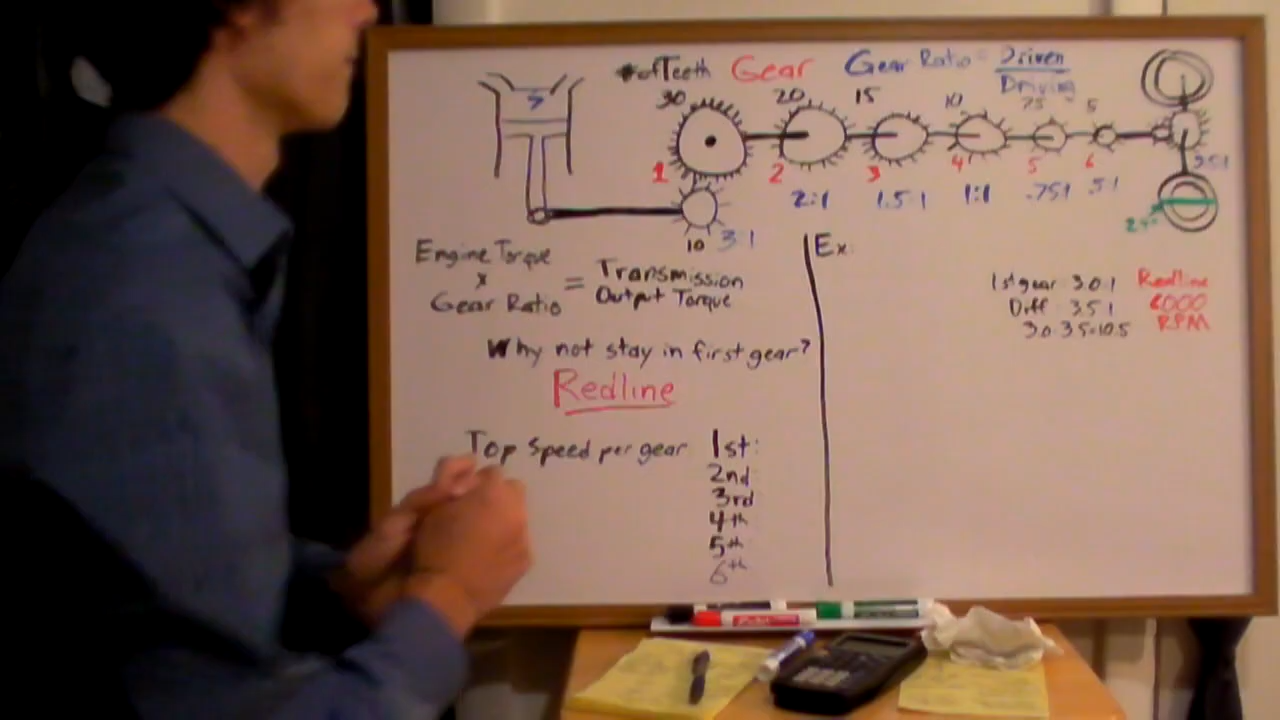 # of Teeth Gear Gear Ratio = Driven
Driving
30 20 15 10 7.5 5
1 2 3 4 5 6
2:1 1.5:1 1:1 .75:1 .5:1 3.5:1
10 3:1
Engine Torque
x
Gear Ratio
= Transmission
Output Torque
Why not stay in first gear?
Redline
Top Speed per gear 1st:
2nd
3rd
4th
5th
6th
Ex:
1st gear 3.0:1
Diff 3.5:1
3.0·3.5=10.5
Redline
6000
RPM